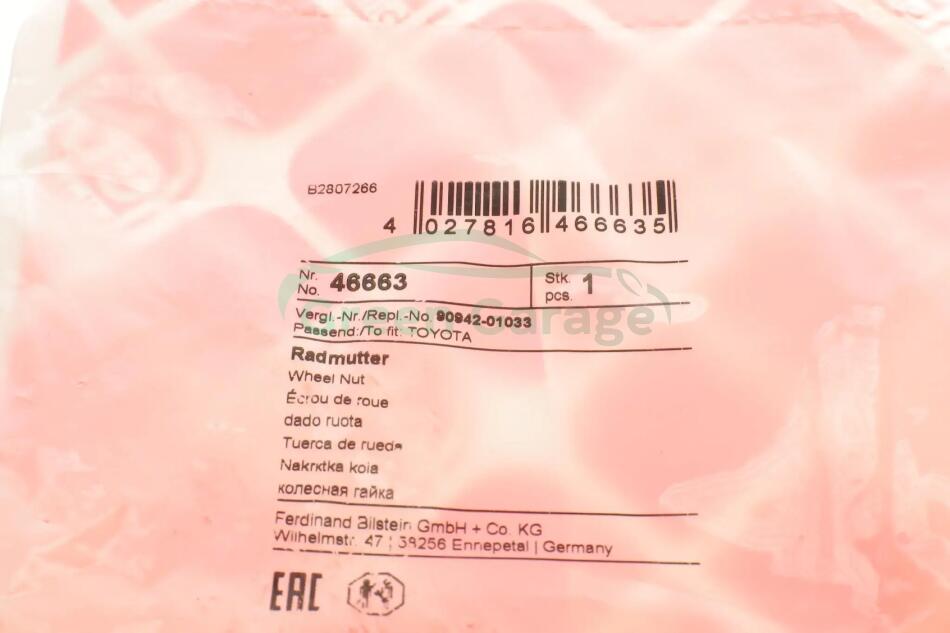 B2807266
4 027816 466635
Nr. No. 46663 Stk. pcs. 1
Vergl.-Nr./Repl.-No. 90942-01033
Passend:/To fit: TOYOTA
Green Garage
Radmutter
Wheel Nut
Écrou de roue
dado ruota
Tuerca de rueda
Nakrętka koła
колесная гайка
Ferdinand Bilstein GmbH + Co. KG
Wilhelmstr. 47 | 58256 Ennepetal | Germany
EAC